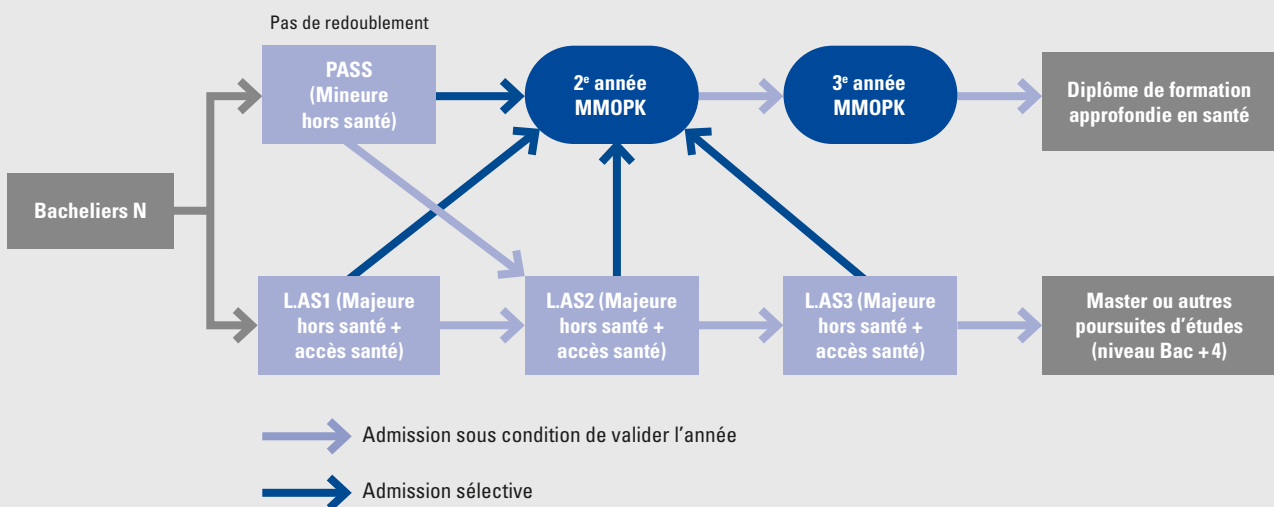 Pas de redoublement
PASS
(Mineure
hors santé)
2e année
MMOPK
3e année
MMOPK
Diplôme de formation
approfondie en santé
Bacheliers N
L.AS1 (Majeure
hors santé +
accès santé)
L.AS2 (Majeure
hors santé +
accès santé)
L.AS3 (Majeure
hors santé +
accès santé)
Master ou autres
poursuites d'études
(niveau Bac + 4)
Admission sous condition de valider l'année
Admission sélective